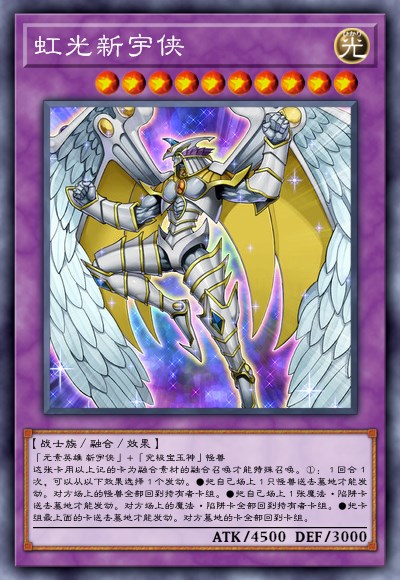 虹光新宇侠
光
【战士族／融合／效果】
「元素英雄 新宇侠」+「究极宝玉神」怪兽
这张卡用以上记的卡为融合素材的融合召唤才能特殊召唤。①：1回合1
次，可以从以下效果选择1个发动。●把自己场上1只怪兽送去墓地才能发
动。对方场上的怪兽全部回到持有者卡组。●把自己场上1张魔法·陷阱卡
送去墓地才能发动。对方场上的魔法·陷阱卡全部回到持有者卡组。●把卡
组最上面的卡送去墓地才能发动。对方墓地的卡全部回到卡组。
ATK/4500 DEF/3000